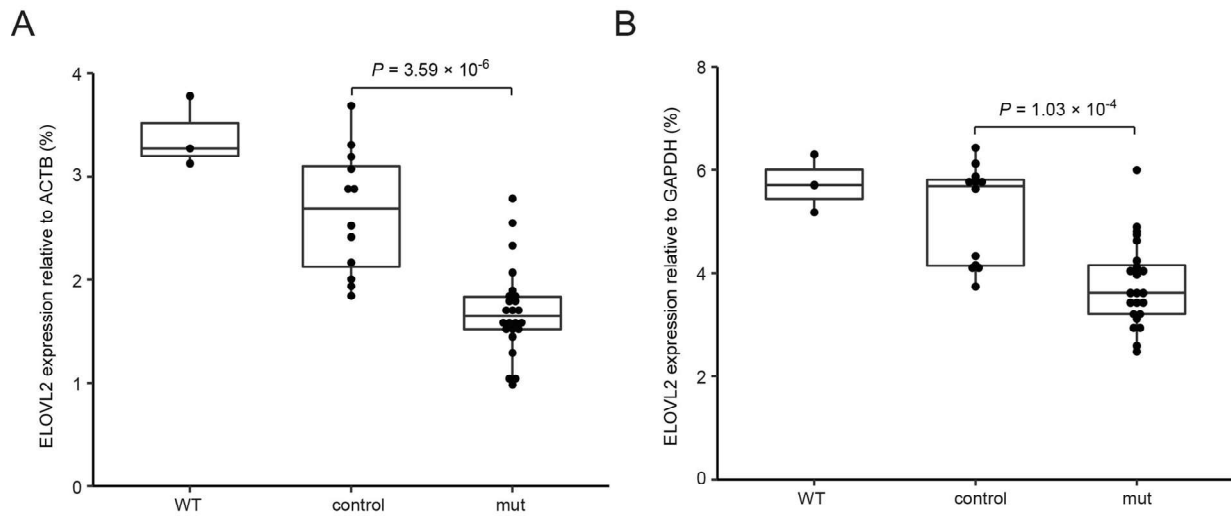 A
ELOVL2 expression relative to ACTB (%)
4
3
2
1
0
P = 3.59 × 10-6
WT
control
mut
B
ELOVL2 expression relative to GAPDH (%)
8
6
4
2
0
P = 1.03 × 10-4
WT
control
mut